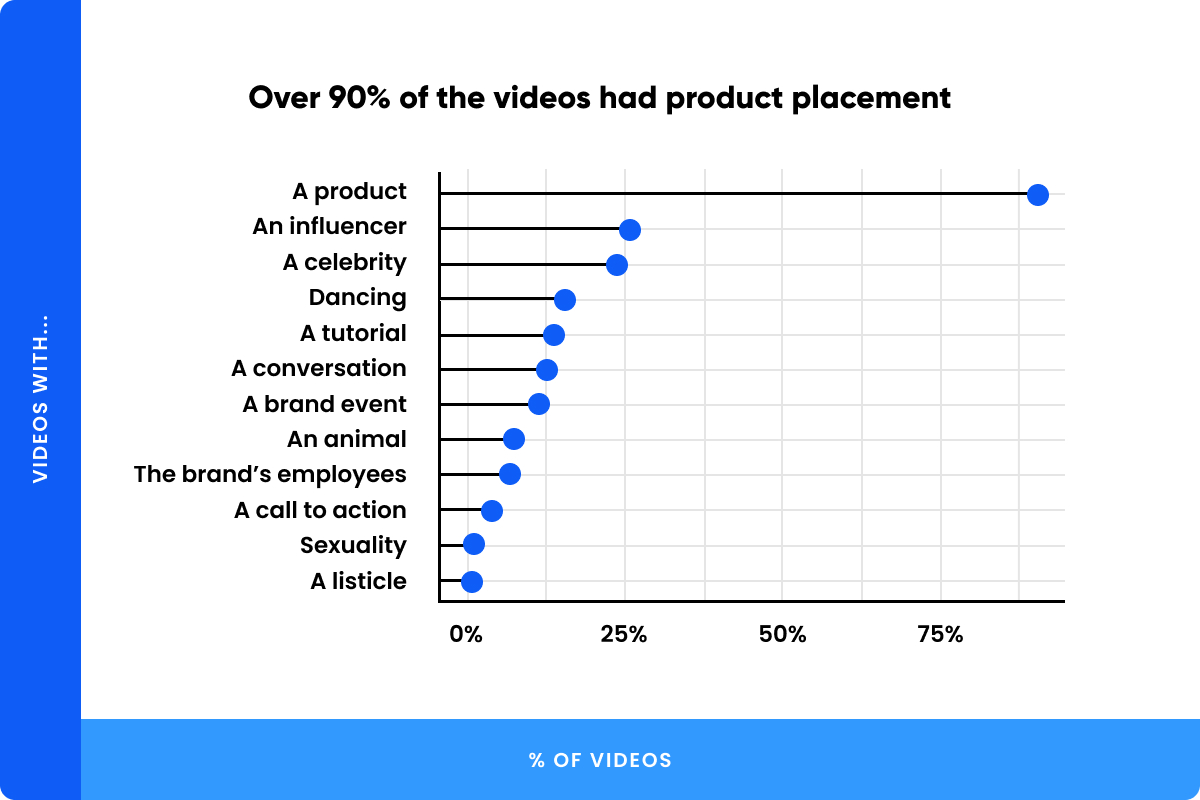 Over 90% of the videos had product placement
VIDEOS WITH...
A product
An influencer
A celebrity
Dancing
A tutorial
A conversation
A brand event
An animal
The brand’s employees
A call to action
Sexuality
A listicle
0% 25% 50% 75%
% OF VIDEOS